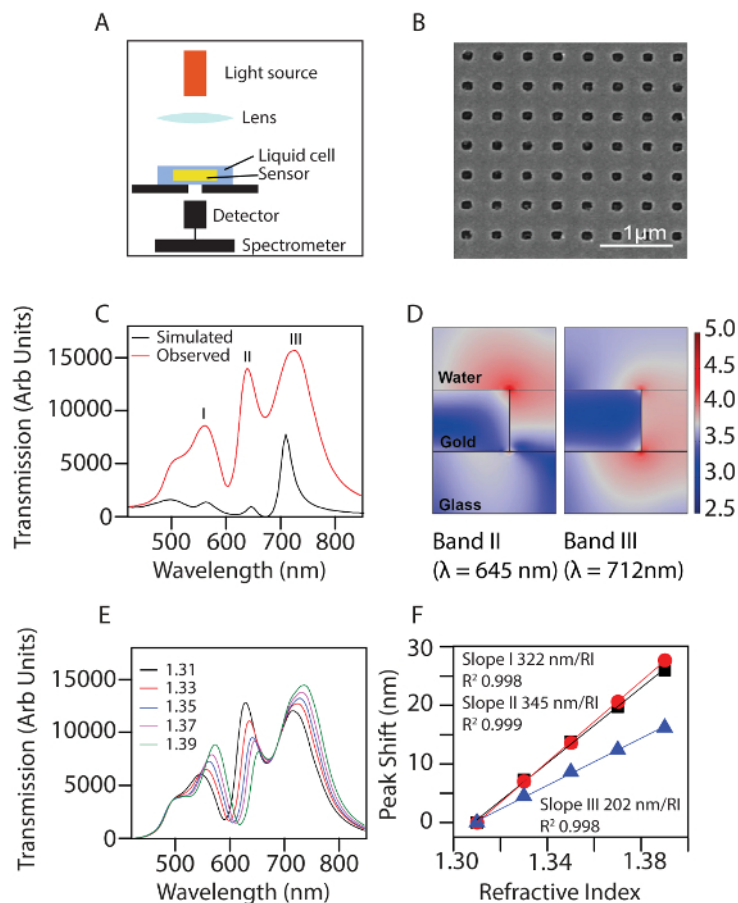 A
Light source
Lens
Liquid cell
Sensor
Detector
Spectrometer
B
1μm
C
Simulated
Observed
I
II
III
15000
10000
5000
0
500 600 700 800
Transmission (Arb Units)
Wavelength (nm)
D
Water
Gold
Glass
5.0
4.5
4.0
3.5
3.0
2.5
Band II
(λ = 645 nm)
Band III
(λ = 712nm)
E
1.31
1.33
1.35
1.37
1.39
15000
10000
5000
0
500 600 700 800
Transmission (Arb Units)
Wavelength (nm)
F
Slope I 322 nm/RI
R² 0.998
Slope II 345 nm/RI
R² 0.999
Slope III 202 nm/RI
R² 0.998
30
20
10
0
1.30 1.34 1.38
Peak Shift (nm)
Refractive Index